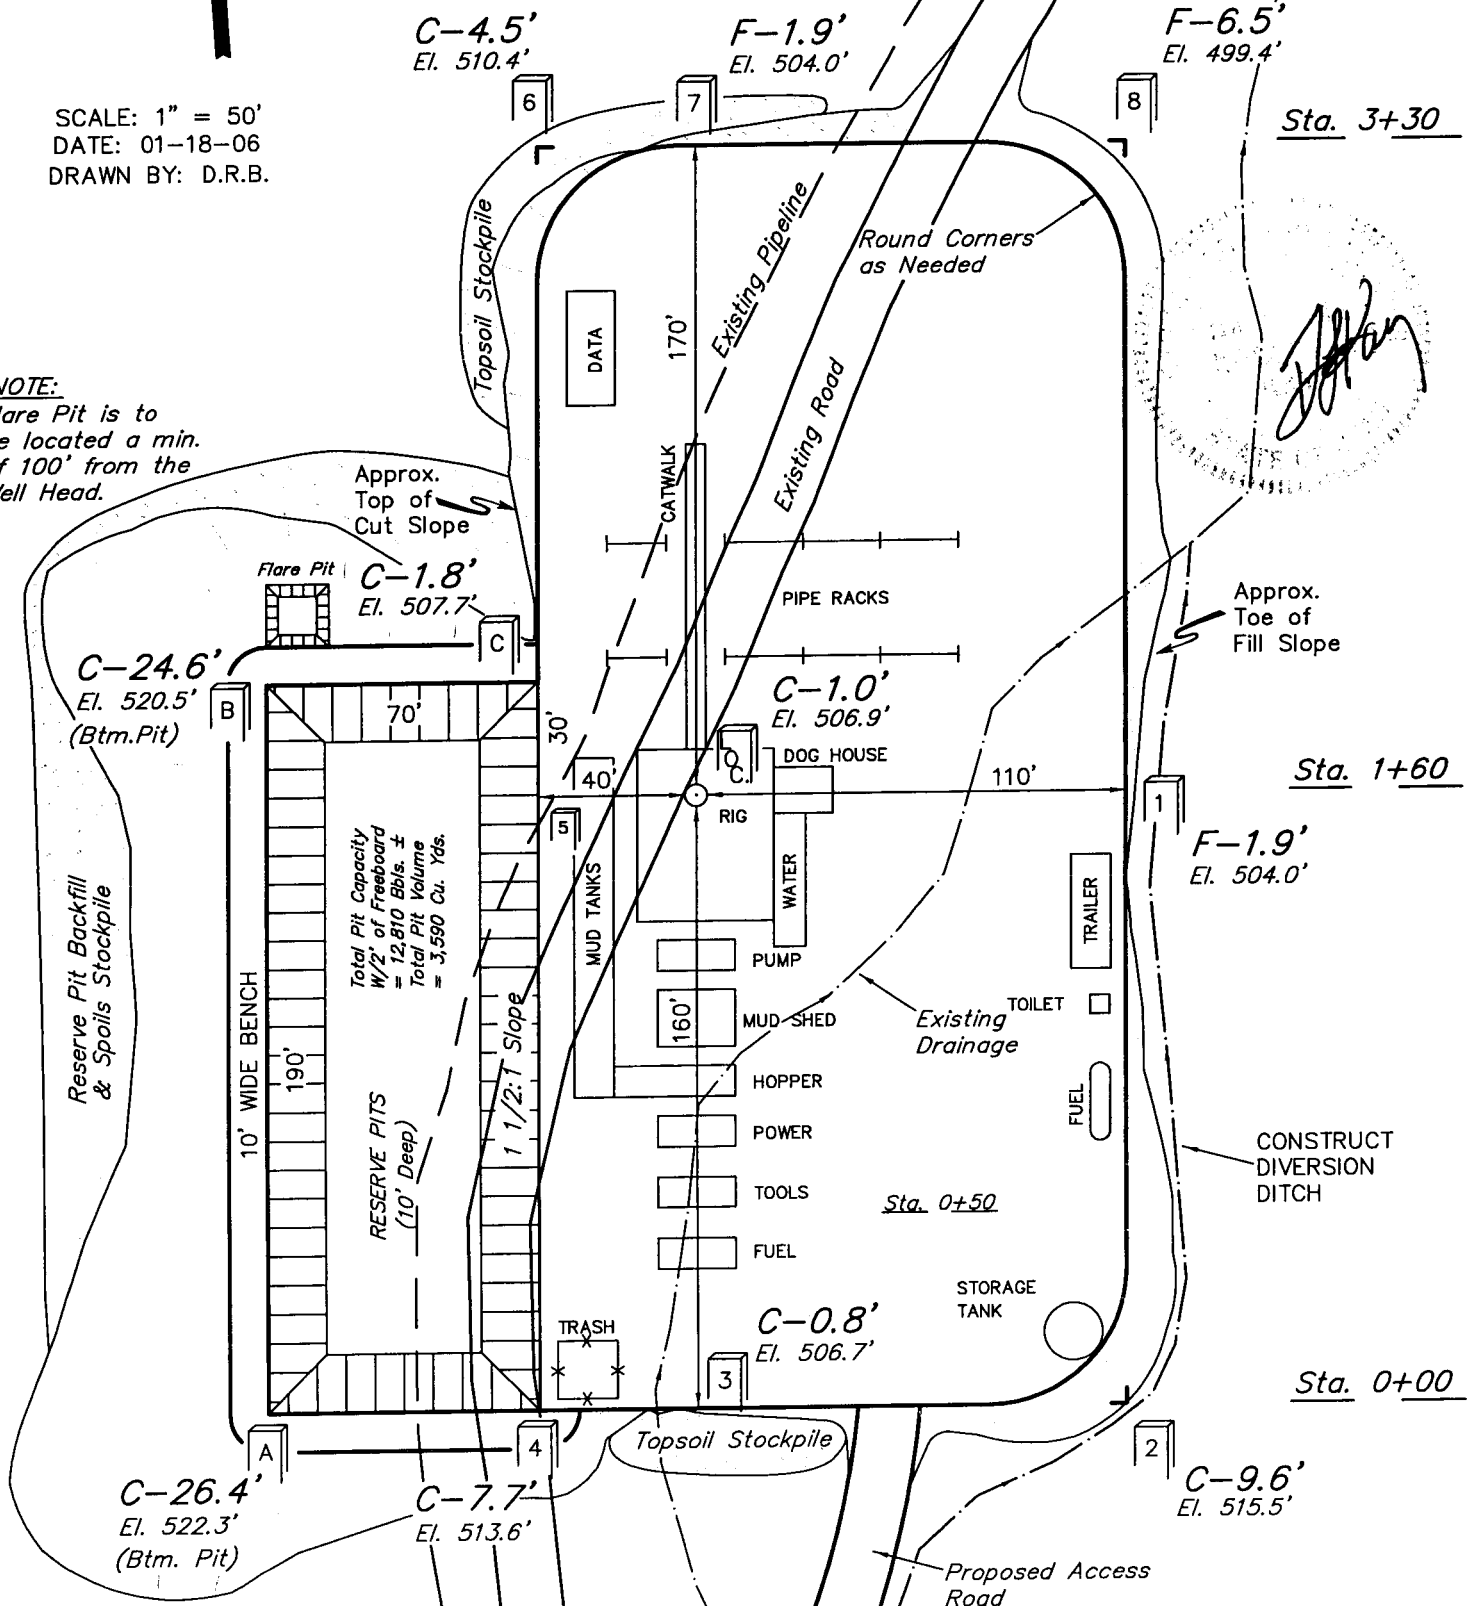 C-4.5'
El. 510.4'
F-1.9'
El. 504.0'
F-6.5'
El. 499.4'
6
7
8
SCALE: 1" = 50'
DATE: 01-18-06
DRAWN BY: D.R.B.
Sta. 3+30
Topsoil Stockpile
Existing Pipeline
Round Corners
as Needed
DATA
170'
Existing Road
NOTE:
lare Pit is to
e located a min.
f 100' from the
ell Head.
Approx.
Top of
Cut Slope
CATWALK
Flare Pit
C-1.8'
El. 507.7'
C
PIPE RACKS
Approx.
Toe of
Fill Slope
C-24.6'
El. 520.5'
(Btm.Pit)
B
70'
30'
C-1.0'
El. 506.9'
C.
DOG HOUSE
40'
110'
Sta. 1+60
RIG
5
1
F-1.9'
El. 504.0'
Total Pit Capacity
W/2' of Freeboard
= 12,810 Bbls. ±
Total Pit Volume
= 3,590 Cu. Yds.
MUD TANKS
WATER
TRAILER
Reserve Pit Backfill
& Spoils Stockpile
10' WIDE BENCH
190'
1 1/2:1 Slope
PUMP
160'
MUD SHED
Existing
Drainage
TOILET
HOPPER
FUEL
RESERVE PITS
(10' Deep)
POWER
CONSTRUCT
DIVERSION
DITCH
TOOLS
Sta. 0+50
FUEL
STORAGE
TANK
TRASH
C-0.8'
El. 506.7'
3
Sta. 0+00
A
4
Topsoil Stockpile
2
C-26.4'
El. 522.3'
(Btm. Pit)
C-7.7'
El. 513.6'
C-9.6'
El. 515.5'
Proposed Access
Road